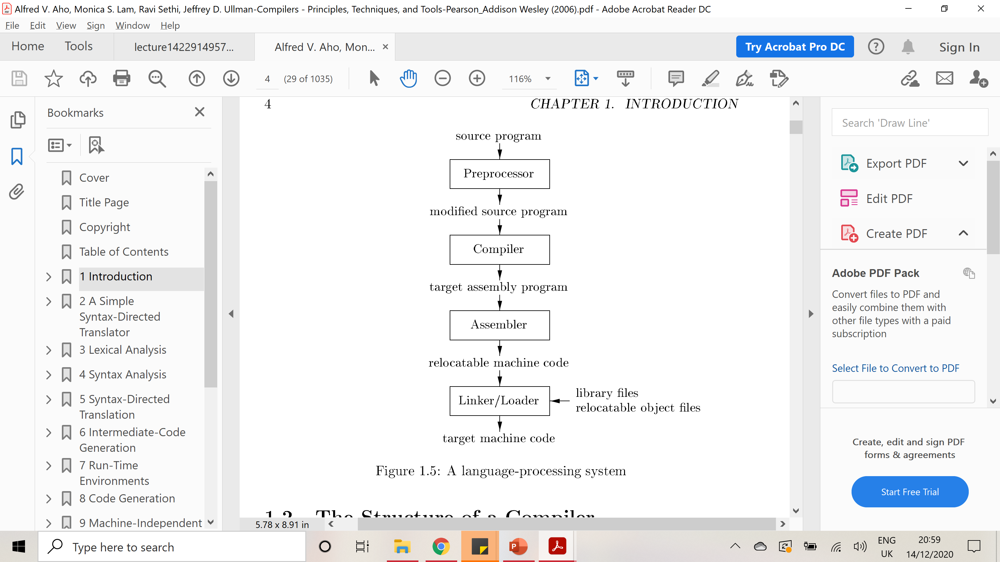 Alfred V. Aho, Monica S. Lam, Ravi Sethi, Jeffrey D. Ullman-Compilers - Principles, Techniques, and Tools-Pearson_Addison Wesley (2006).pdf - Adobe Acrobat Reader DC
File Edit View Sign Window Help
Home Tools lecture1422914957... Alfred V. Aho, Mon... Try Acrobat Pro DC Sign In
4 (29 of 1035) 116%
Bookmarks
Cover
Title Page
Copyright
Table of Contents
1 Introduction
2 A Simple
Syntax-Directed
Translator
3 Lexical Analysis
4 Syntax Analysis
5 Syntax-Directed
Translation
6 Intermediate-Code
Generation
7 Run-Time
Environments
8 Code Generation
9 Machine-Independent
4 CHAPTER 1. INTRODUCTION
source program
Preprocessor
modified source program
Compiler
target assembly program
Assembler
relocatable machine code
Linker/Loader
library files
relocatable object files
target machine code
Figure 1.5: A language-processing system
1.2 The Structure of a Compiler
5.78 x 8.91 in
Search 'Draw Line'
Export PDF
Edit PDF
Create PDF
Adobe PDF Pack
Convert files to PDF and
easily combine them with
other file types with a paid
subscription
Select File to Convert to PDF
Create, edit and sign PDF
forms & agreements
Start Free Trial
Type here to search
ENG
UK
20:59
14/12/2020